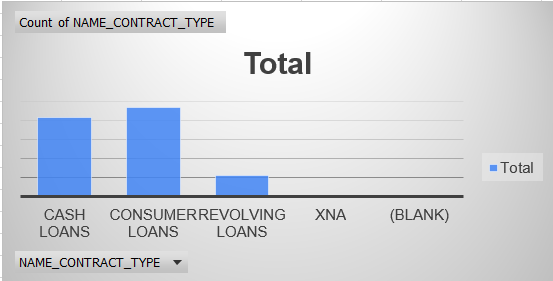 Count of NAME_CONTRACT_TYPE
Total
Total
CASH LOANS
CONSUMER LOANS
REVOLVING LOANS
XNA
(BLANK)
NAME_CONTRACT_TYPE